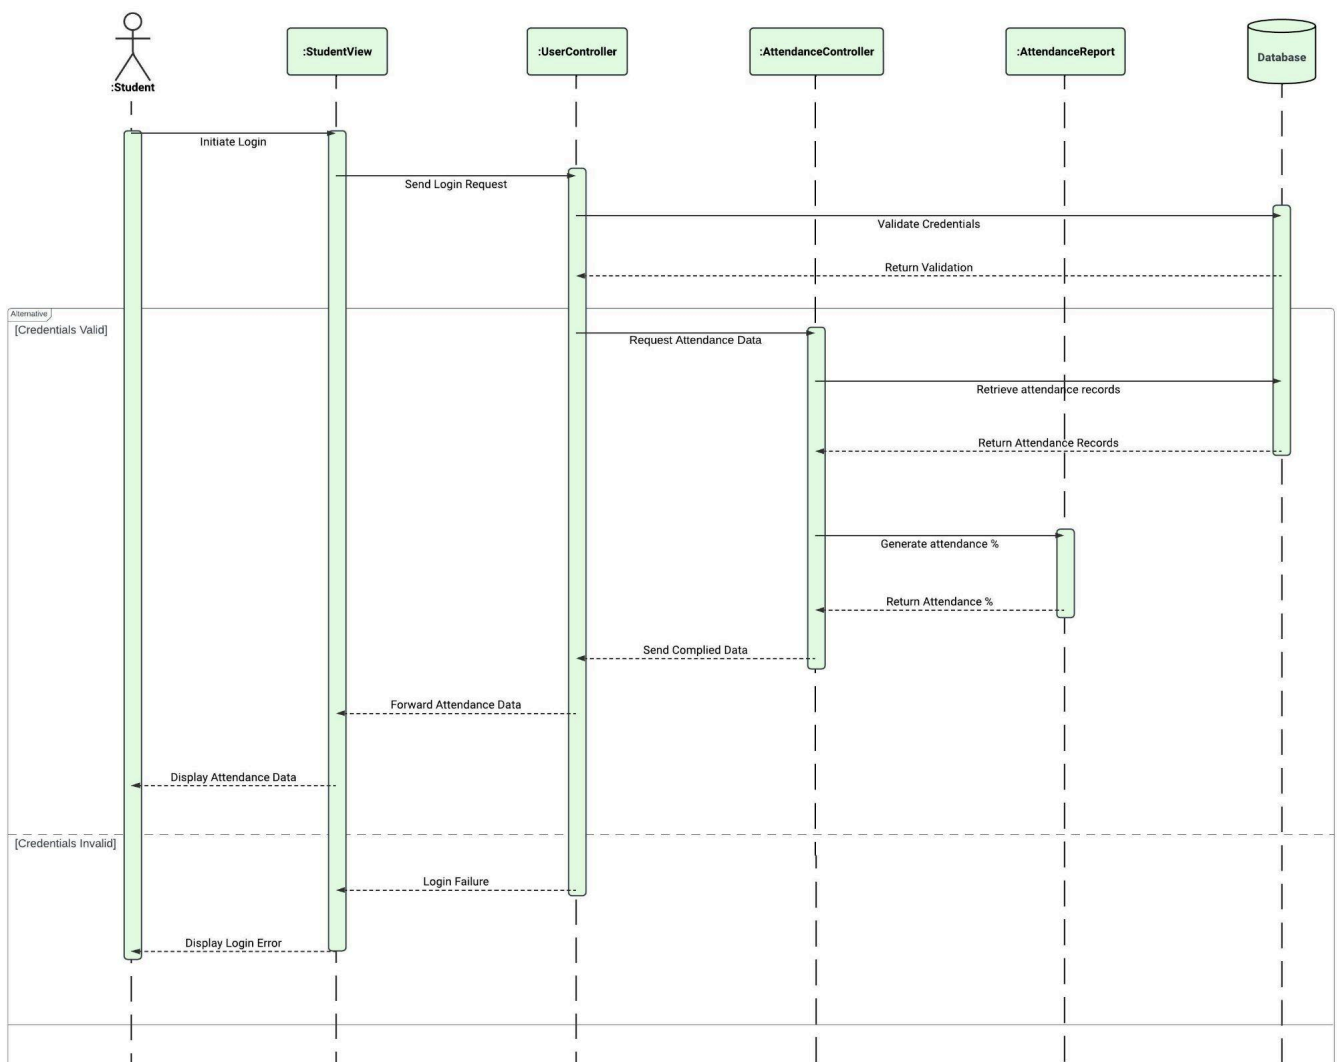 :Student
:StudentView
:UserController
:AttendanceController
:AttendanceReport
Database
Initiate Login
Send Login Request
Validate Credentials
Return Validation
Alternative
[Credentials Valid]
Request Attendance Data
Retrieve attendance records
Return Attendance Records
Generate attendance %
Return Attendance %
Send Complied Data
Forward Attendance Data
Display Attendance Data
[Credentials Invalid]
Login Failure
Display Login Error